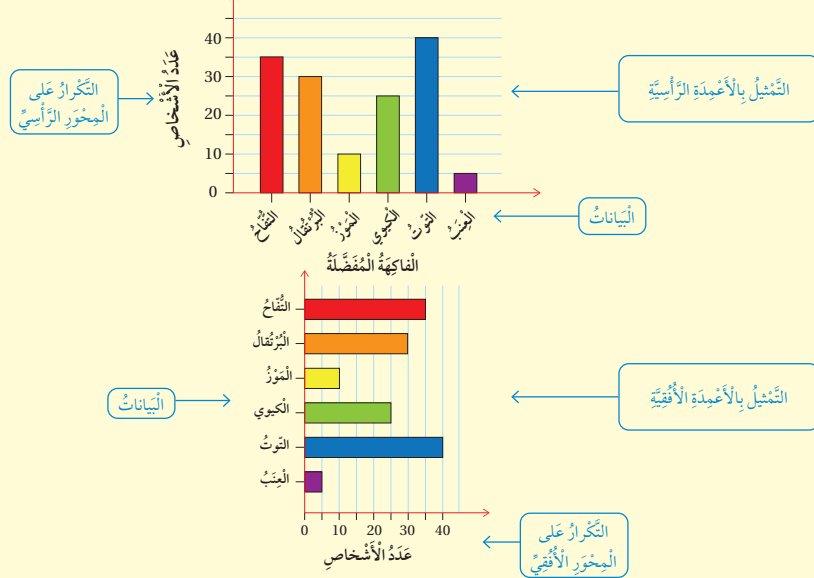 40
30
20
10
0
عَدَدُ الْأَشْخاصِ
التَّكْرارُ عَلى
الْمِحْوَرِ الرَّأْسِيِّ
التَّمْثيلُ بِالْأَعْمِدَةِ الرَّأْسِيَّةِ
التُّفّاحُ
الْبُرْتُقالُ
الْمَوْزُ
الْكيوي
التّوتُ
الْعِنَبُ
الْبَياناتُ
الْفاكِهَةُ الْمُفَضَّلَةُ
التُّفّاحُ
الْبُرْتُقالُ
الْمَوْزُ
الْكيوي
التّوتُ
الْعِنَبُ
الْبَياناتُ
التَّمْثيلُ بِالْأَعْمِدَةِ الْأُفُقِيَّةِ
0 10 20 30 40
عَدَدُ الْأَشْخاصِ
التَّكْرارُ عَلى
الْمِحْوَرِ الْأُفُقِيِّ